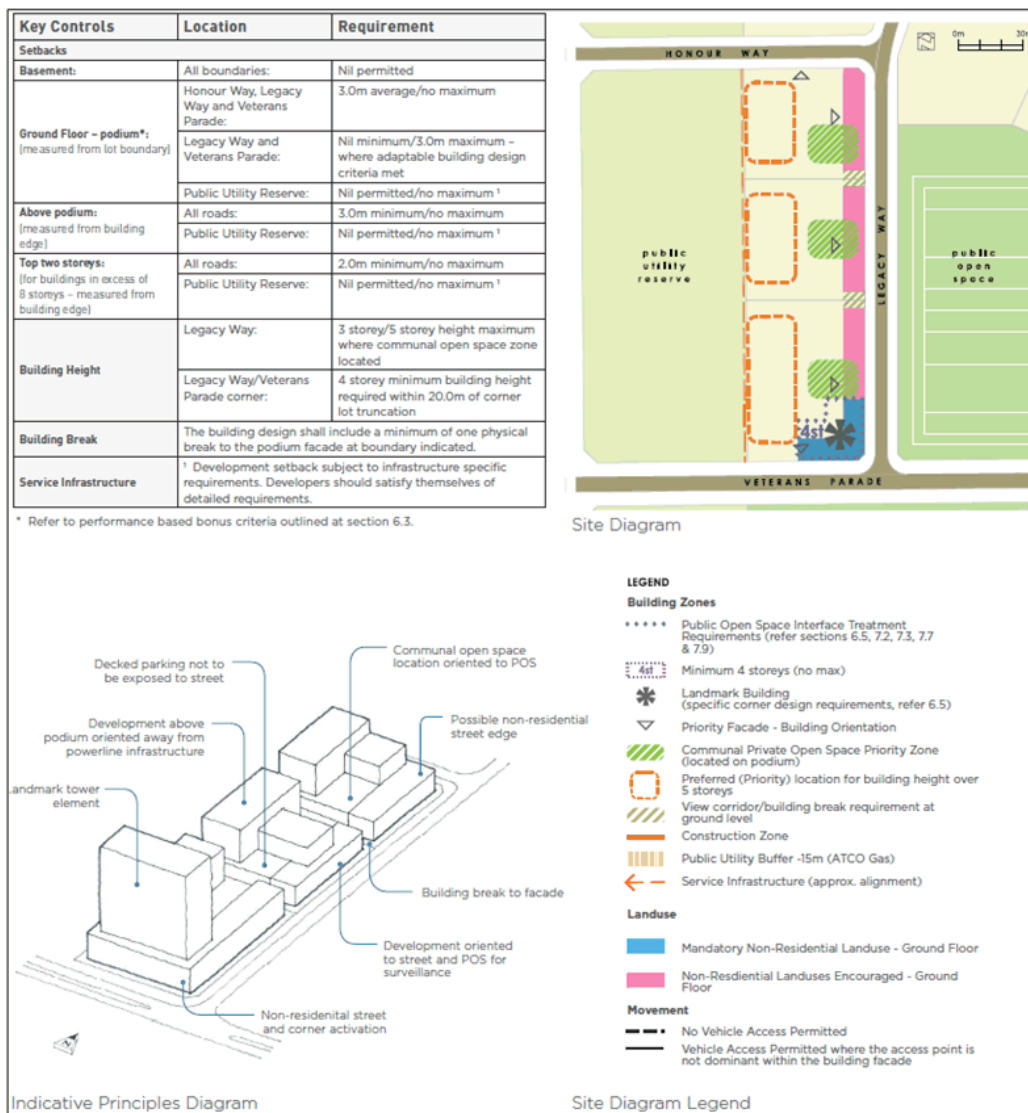 Key Controls Location Requirement
Setbacks
Basement: All boundaries: Nil permitted
Ground Floor – podium*:
(measured from lot boundary)
Honour Way, Legacy
Way and Veterans
Parade:
3.0m average/no maximum
Legacy Way and
Veterans Parade:
Nil minimum/3.0m maximum –
where adaptable building design
criteria met
Public Utility Reserve: Nil permitted/no maximum ¹
Above podium:
(measured from building
edge)
All roads: 3.0m minimum/no maximum
Public Utility Reserve: Nil permitted/no maximum ¹
Top two storeys:
(for buildings in excess of
8 storeys – measured from
building edge)
All roads: 2.0m minimum/no maximum
Public Utility Reserve: Nil permitted/no maximum ¹
Building Height
Legacy Way:
3 storey/5 storey height maximum
where communal open space zone
located
Legacy Way/Veterans
Parade corner:
4 storey minimum building height
required within 20.0m of corner
lot truncation
Building Break
The building design shall include a minimum of one physical
break to the podium facade at boundary indicated.
Service Infrastructure
¹ Development setback subject to infrastructure specific
requirements. Developers should satisfy themselves of
detailed requirements.
* Refer to performance based bonus criteria outlined at section 6.3.
HONOUR WAY
N
0m 30m
public
utility
reserve
LEGACY WAY
public
open
space
4st
VETERANS PARADE
Site Diagram
Decked parking not to
be exposed to street
Development above
podium oriented away from
powerline infrastructure
Landmark tower
element
Communal open space
location oriented to POS
Possible non-residential
street edge
Building break to facade
Development oriented
to street and POS for
surveillance
Non-residenital street
and corner activation
N
Indicative Principles Diagram
LEGEND
Building Zones
Public Open Space Interface Treatment
Requirements (refer sections 6.5, 7.2, 7.3, 7.7
& 7.9)
4st Minimum 4 storeys (no max)
Landmark Building
(specific corner design requirements, refer 6.5)
Priority Facade - Building Orientation
Communal Private Open Space Priority Zone
(located on podium)
Preferred (Priority) location for building height over
5 storeys
View corridor/building break requirement at
ground level
Construction Zone
Public Utility Buffer -15m (ATCO Gas)
Service Infrastructure (approx. alignment)
Landuse
Mandatory Non-Residential Landuse - Ground
Floor
Non-Resdiential Landuses Encouraged - Ground
Floor
Movement
No Vehicle Access Permitted
Vehicle Access Permitted where the access point is
not dominant within the building facade
Site Diagram Legend